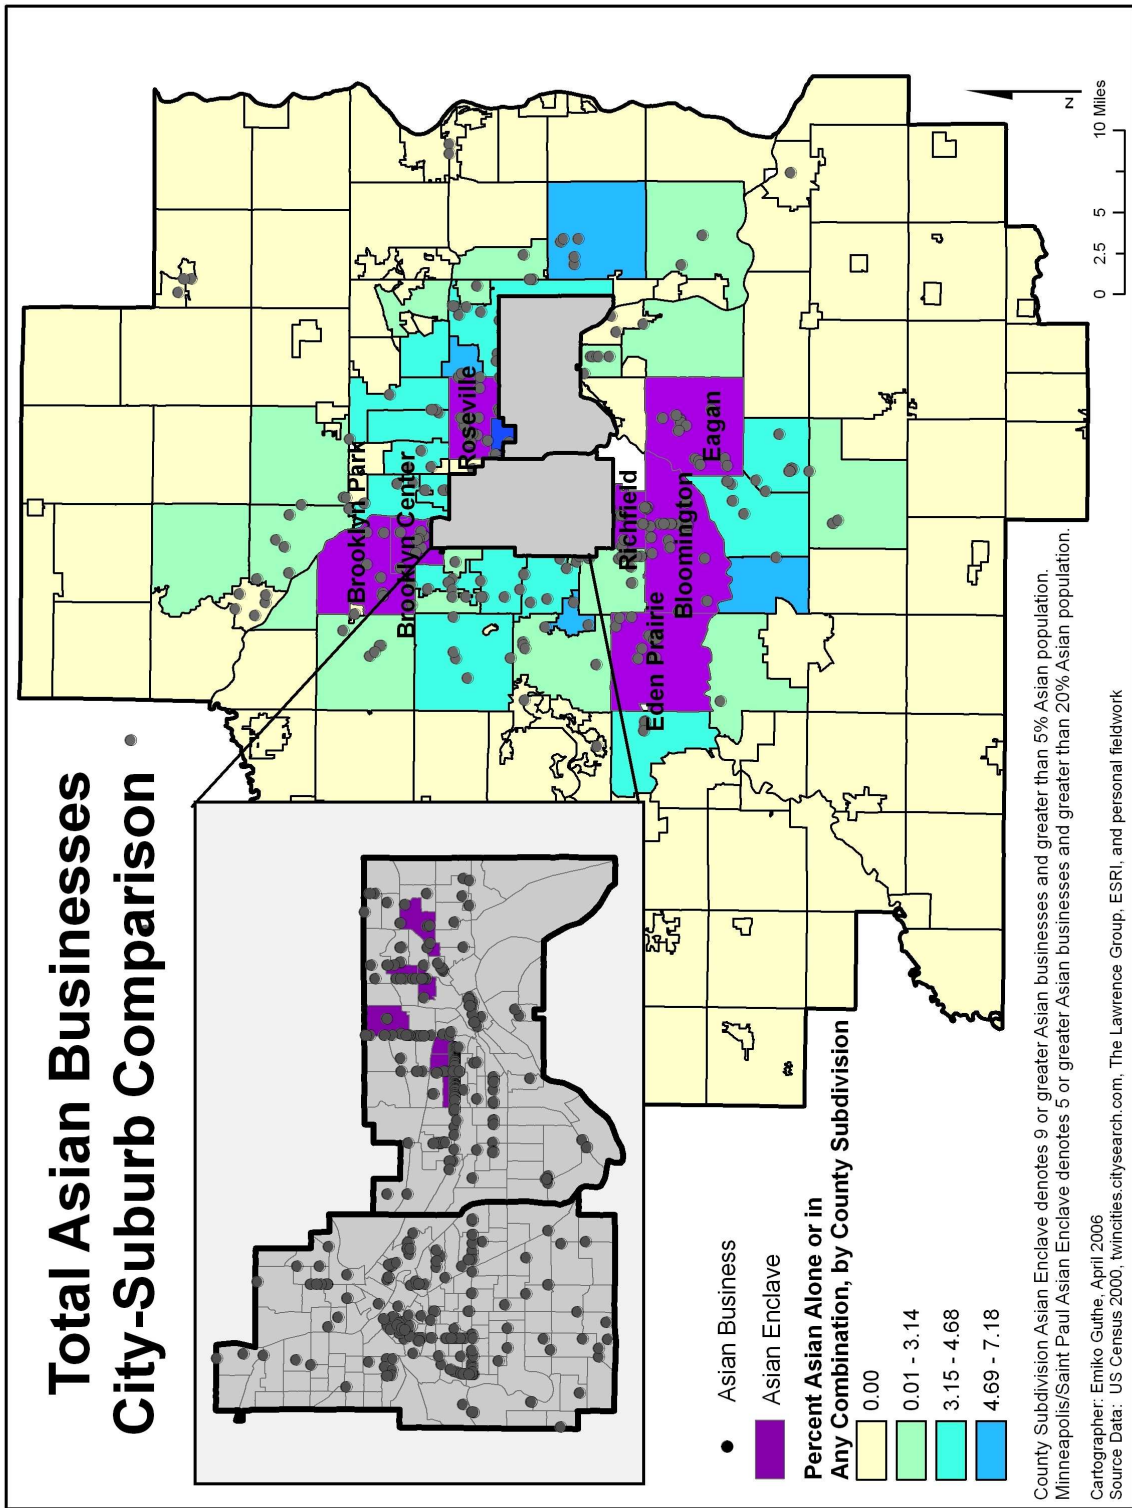 Total Asian Businesses
City-Suburb Comparison
Brooklyn Park
Brooklyn Center
Roseville
Eden Prairie
Richfield
Bloomington
Eagan
Asian Business
Asian Enclave
Percent Asian Alone or in
Any Combination, by County Subdivision
0.00
0.01 - 3.14
3.15 - 4.68
4.69 - 7.18
N
0 2.5 5 10 Miles
County Subdivision Asian Enclave denotes 9 or greater Asian businesses and greater than 5% Asian population.
Minneapolis/Saint Paul Asian Enclave denotes 5 or greater Asian businesses and greater than 20% Asian population.
Cartographer: Emiko Guthe, April 2006
Source Data: US Census 2000, twincities.citysearch.com, The Lawrence Group, ESRI, and personal fieldwork